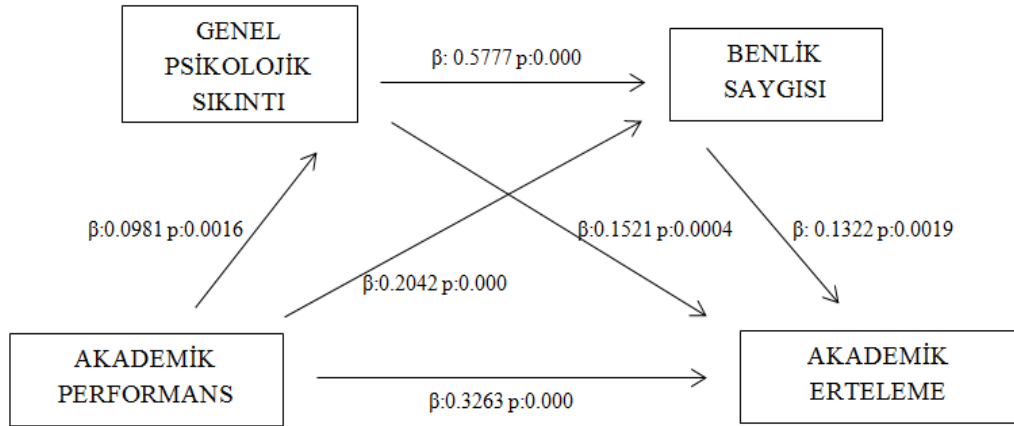 GENEL
PSİKOLOJİK
SIKINTI
β: 0.5777 p:0.000
BENLİK
SAYGISI
β:0.0981 p:0.0016
β:0.1521 p:0.0004
β: 0.1322 p:0.0019
β:0.2042 p:0.000
AKADEMİK
PERFORMANS
β:0.3263 p:0.000
AKADEMİK
ERTELEME